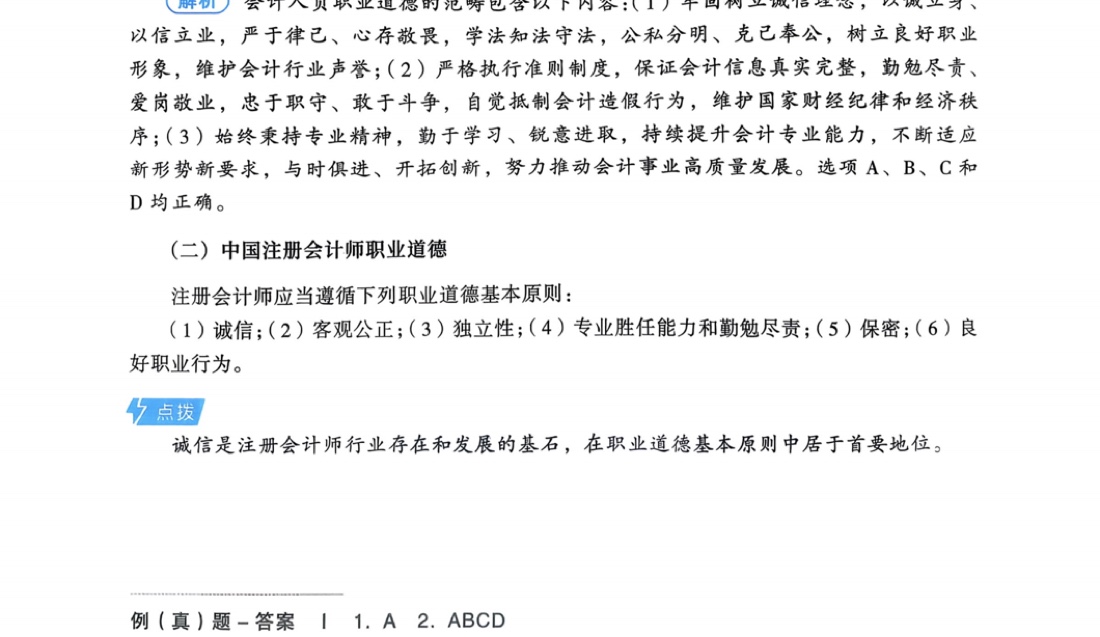 解析 会计人员职业道德的范畴包含以下内容:(1)牢固树立诚信理念，以诚立身、
以信立业，严于律己、心存敬畏，学法知法守法，公私分明、克己奉公，树立良好职业
形象，维护会计行业声誉;(2)严格执行准则制度，保证会计信息真实完整，勤勉尽责、
爱岗敬业，忠于职守、敢于斗争，自觉抵制会计造假行为，维护国家财经纪律和经济秩
序;(3)始终秉持专业精神，勤于学习、锐意进取，持续提升会计专业能力，不断适应
新形势新要求，与时俱进、开拓创新，努力推动会计事业高质量发展。选项 A、B、C 和
D 均正确。
(二)中国注册会计师职业道德
注册会计师应当遵循下列职业道德基本原则:
(1)诚信;(2)客观公正;(3)独立性;(4)专业胜任能力和勤勉尽责;(5)保密;(6)良
好职业行为。
点拨
诚信是注册会计师行业存在和发展的基石，在职业道德基本原则中居于首要地位。
例(真)题-答案 | 1. A 2. ABCD